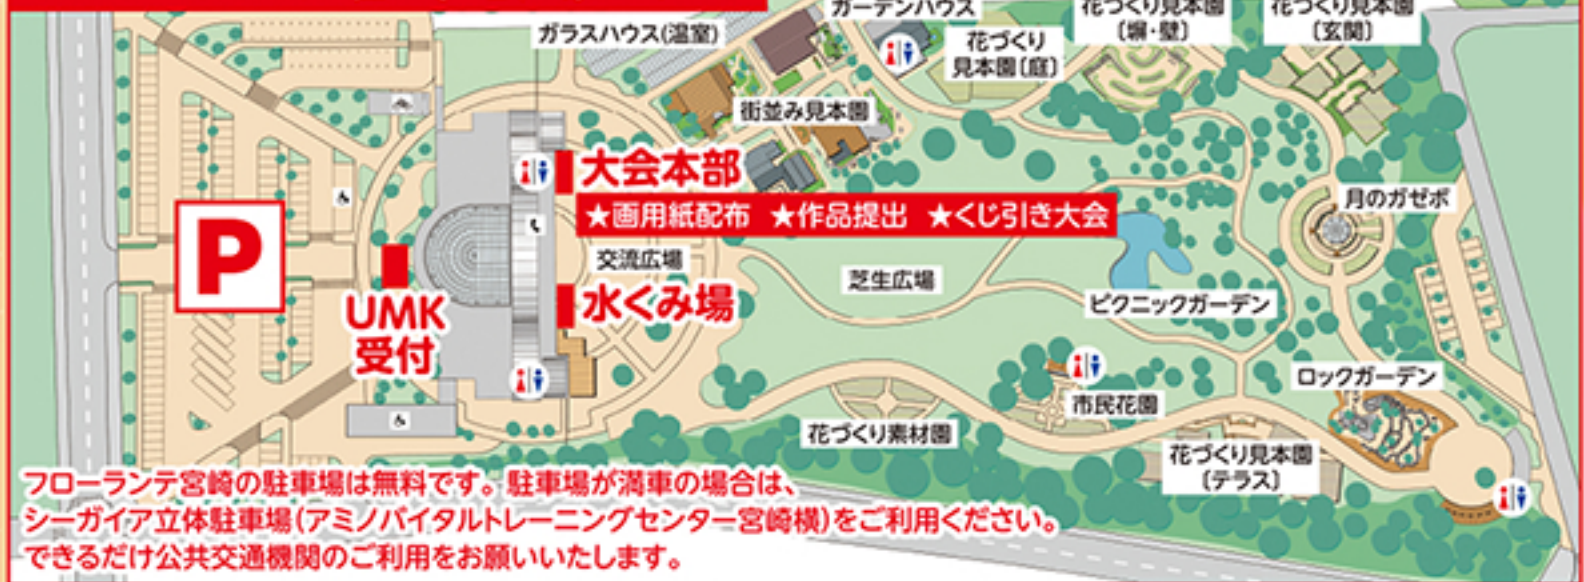 ガーデンハウス
花づくり見本園
〔塀・壁〕
花づくり見本園
〔玄関〕
ガラスハウス(温室)
花づくり
見本園〔庭〕
街並み見本園
大会本部
★画用紙配布 ★作品提出 ★くじ引き大会
月のガゼボ
P
交流広場
芝生広場
水くみ場
ピクニックガーデン
UMK
受付
ロックガーデン
市民花園
花づくり素材園
花づくり見本園
〔テラス〕
フローランテ宮崎の駐車場は無料です。駐車場が満車の場合は、
シーガイア立体駐車場(アミノバイタルトレーニングセンター宮崎横)をご利用ください。
できるだけ公共交通機関のご利用をお願いいたします。